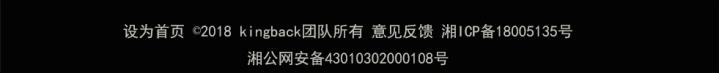 设为首页 ©2018 kingback团队所有 意见反馈 湘ICP备18005135号
湘公网安备43010302000108号